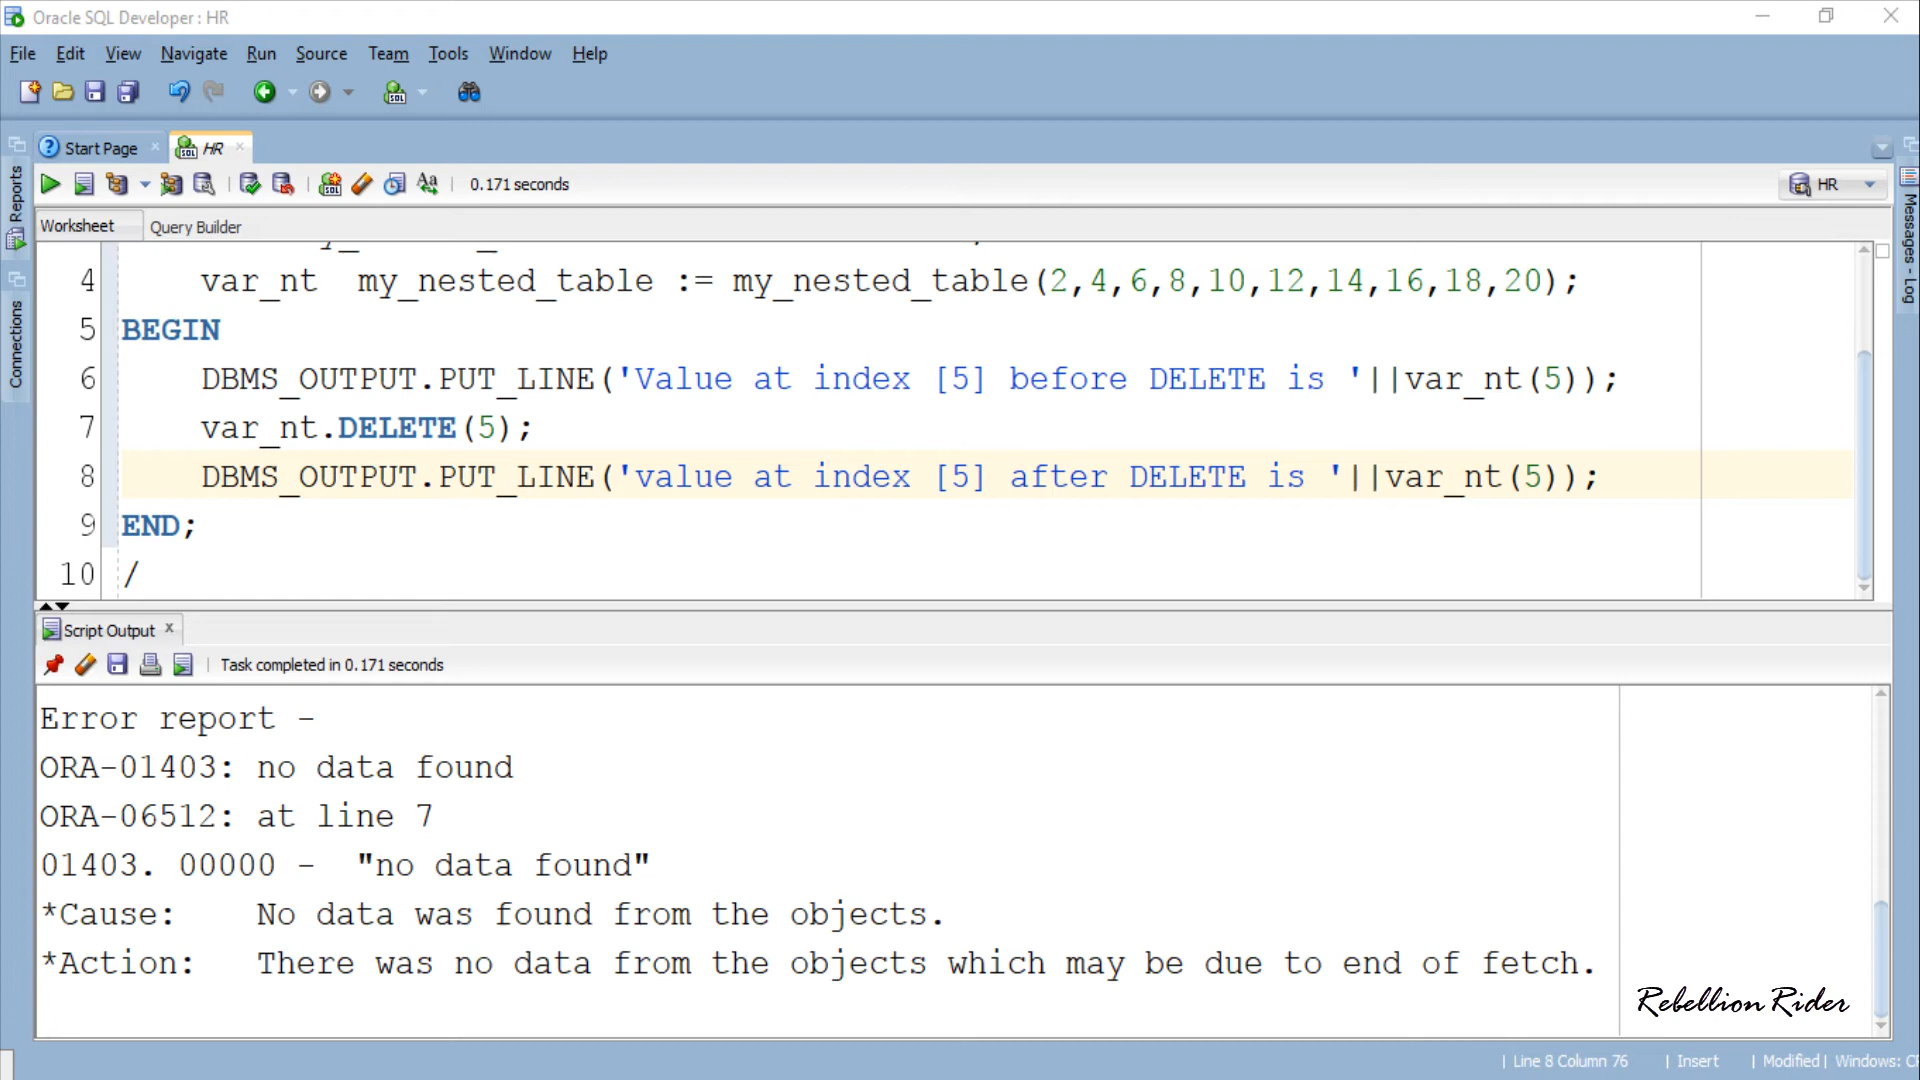 Oracle SQL Developer : HR
File Edit View Navigate Run Source Team Tools Window Help
Start Page HR
0.171 seconds
HR
Worksheet Query Builder
4 var_nt my_nested_table := my_nested_table(2,4,6,8,10,12,14,16,18,20);
5 BEGIN
6 DBMS_OUTPUT.PUT_LINE('Value at index [5] before DELETE is '||var_nt(5));
7 var_nt.DELETE(5);
8 DBMS_OUTPUT.PUT_LINE('value at index [5] after DELETE is '||var_nt(5));
9 END;
10 /
Reports
Connections
Messages - Log
Script Output
Task completed in 0.171 seconds
Error report -
ORA-01403: no data found
ORA-06512: at line 7
01403. 00000 - "no data found"
*Cause: No data was found from the objects.
*Action: There was no data from the objects which may be due to end of fetch.
Rebellion Rider
Line 8 Column 76 | Insert | Modified | Windows: